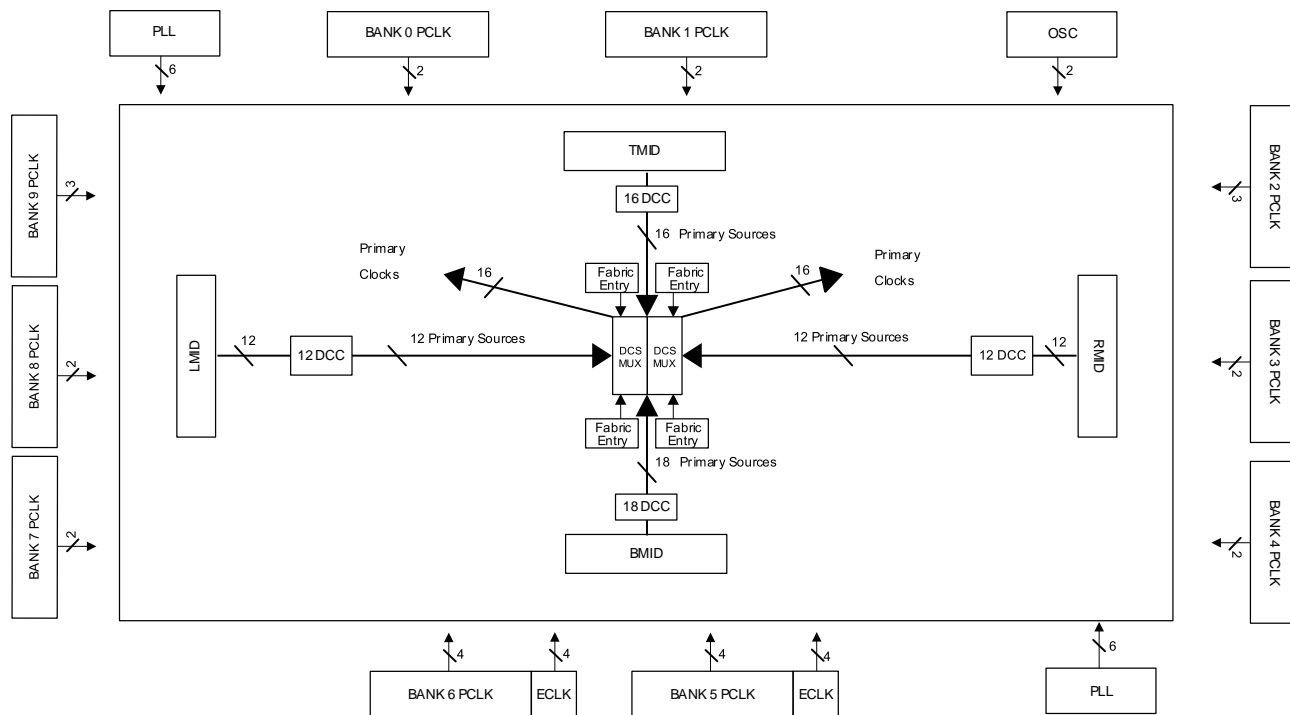 PLL
BANK 0 PCLK
BANK 1 PCLK
OSC
6
2
2
2
BANK 9 PCLK
3
BANK 2 PCLK
3
TMID
16 DCC
16 Primary Sources
Primary
Clocks
16
Fabric
Entry
Fabric
Entry
16
Primary
Clocks
BANK 8 PCLK
2
LMID
12
12 DCC
12 Primary Sources
DCS
MUX
DCS
MUX
12 Primary Sources
12 DCC
12
RMID
BANK 3 PCLK
2
Fabric
Entry
Fabric
Entry
18 Primary Sources
18 DCC
BMID
BANK 7 PCLK
2
BANK 4 PCLK
2
4
4
4
4
6
BANK 6 PCLK
ECLK
BANK 5 PCLK
ECLK
PLL